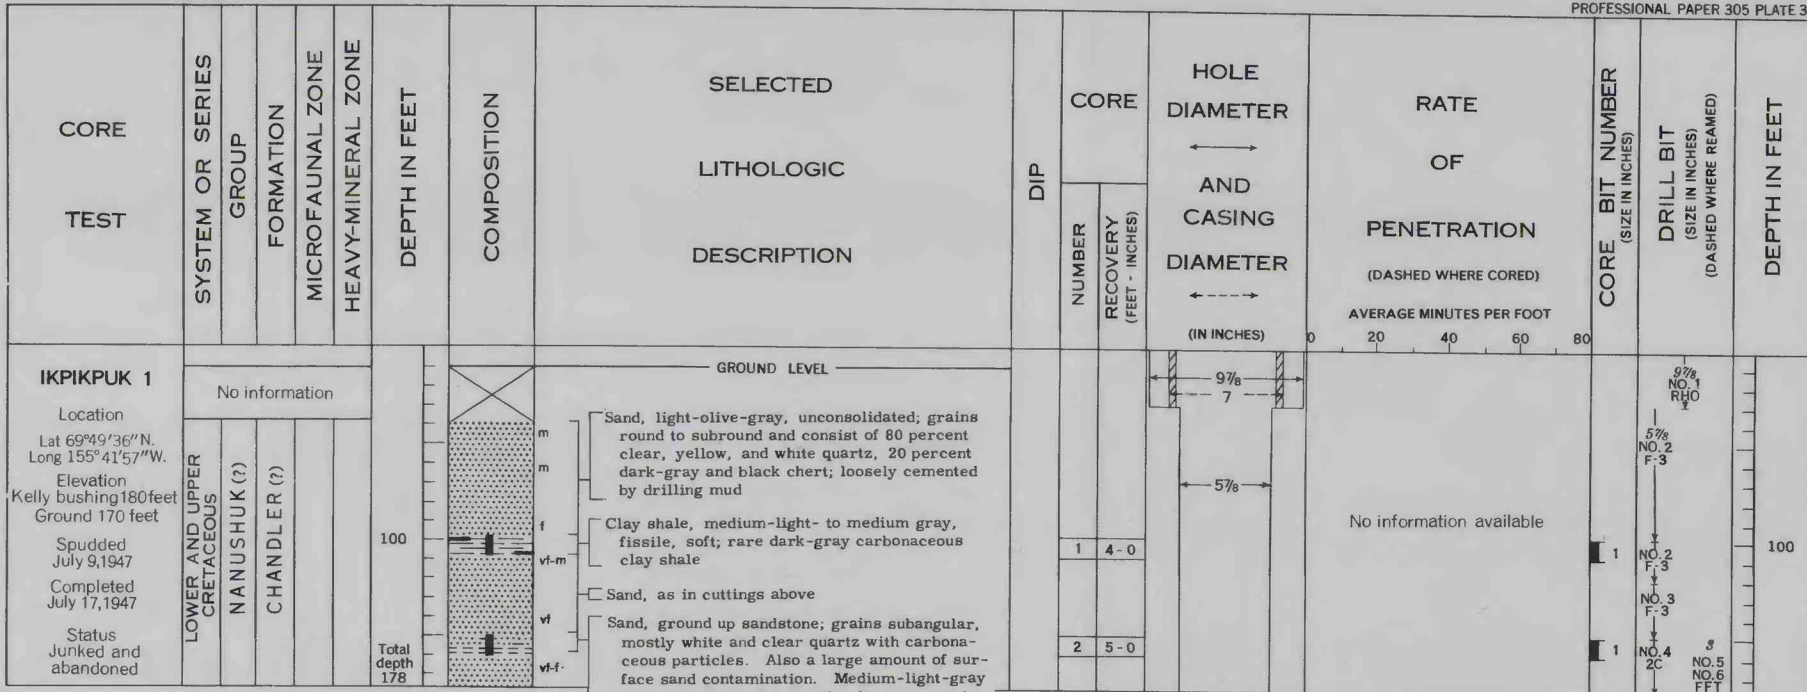 PROFESSIONAL PAPER 305 PLATE 3
CORE
TEST
SYSTEM OR SERIES
GROUP
FORMATION
MICROFAUNAL ZONE
HEAVY-MINERAL ZONE
DEPTH IN FEET
COMPOSITION
SELECTED
LITHOLOGIC
DESCRIPTION
DIP
CORE
NUMBER
RECOVERY
(FEET - INCHES)
HOLE
DIAMETER
AND
CASING
DIAMETER
(IN INCHES)
RATE
OF
PENETRATION
(DASHED WHERE CORED)
AVERAGE MINUTES PER FOOT
0 20 40 60 80
CORE BIT NUMBER
(SIZE IN INCHES)
DRILL BIT
(SIZE IN INCHES)
(DASHED WHERE REAMED)
DEPTH IN FEET
IKPIKPUK 1
Location
Lat 69°49'36"N.
Long 155°41'57"W.
Elevation
Kelly bushing 180 feet
Ground 170 feet
Spudded
July 9,1947
Completed
July 17,1947
Status
Junked and
abandoned
No information
LOWER AND UPPER
CRETACEOUS
NANUSHUK (?)
CHANDLER (?)
100
Total
depth
178
m
m
f
vf-m
vf
vf-f
GROUND LEVEL
Sand, light-olive-gray, unconsolidated; grains
round to subround and consist of 80 percent
clear, yellow, and white quartz, 20 percent
dark-gray and black chert; loosely cemented
by drilling mud
Clay shale, medium-light- to medium gray,
fissile, soft; rare dark-gray carbonaceous
clay shale
Sand, as in cuttings above
Sand, ground up sandstone; grains subangular,
mostly white and clear quartz with carbona-
ceous particles. Also a large amount of sur-
face sand contamination. Medium-light-gray
1 4-0
2 5-0
9⅞
7
5⅞
No information available
1
1
9⅞
NO. 1
RHO
5⅞
NO. 2
F-3
NO. 2
F-3
NO. 3
F-3
NO. 4
2C
3
NO. 5
NO. 6
FFT
100